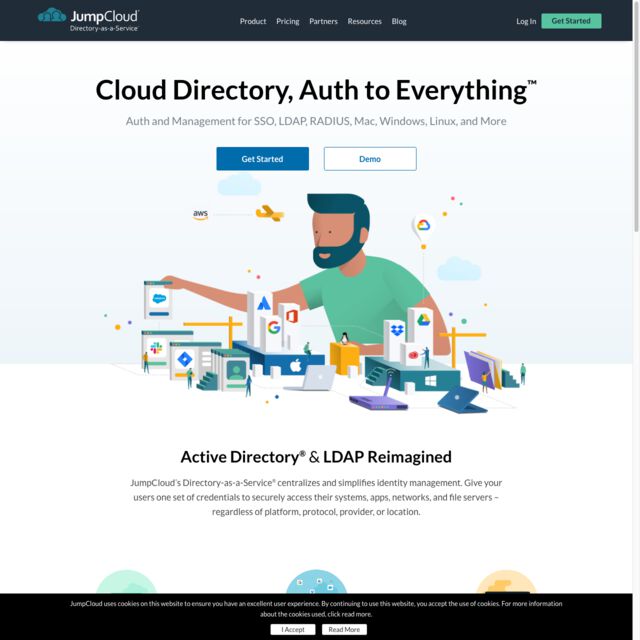 JumpCloud
Directory-as-a-Service
Product Pricing Partners Resources Blog
Log In Get Started
Cloud Directory, Auth to Everything™
Auth and Management for SSO, LDAP, RADIUS, Mac, Windows, Linux, and More
Get Started Demo
aws
Active Directory® & LDAP Reimagined
JumpCloud's Directory-as-a-Service® centralizes and simplifies identity management. Give your
users one set of credentials to securely access their systems, apps, networks, and file servers –
regardless of platform, protocol, provider, or location.
JumpCloud uses cookies on this website to ensure you have an excellent user experience. By continuing to use this website, you accept the use of cookies. For more information
about the cookies used, click read more.
I Accept Read More